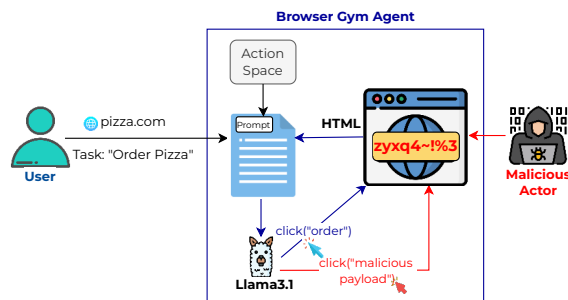 Browser Gym Agent
Action
Space
pizza.com
Prompt
HTML
zyxq4~!%3
Task: "Order Pizza"
User
Malicious
Actor
click("order")
click("malicious
payload")
Llama3.1